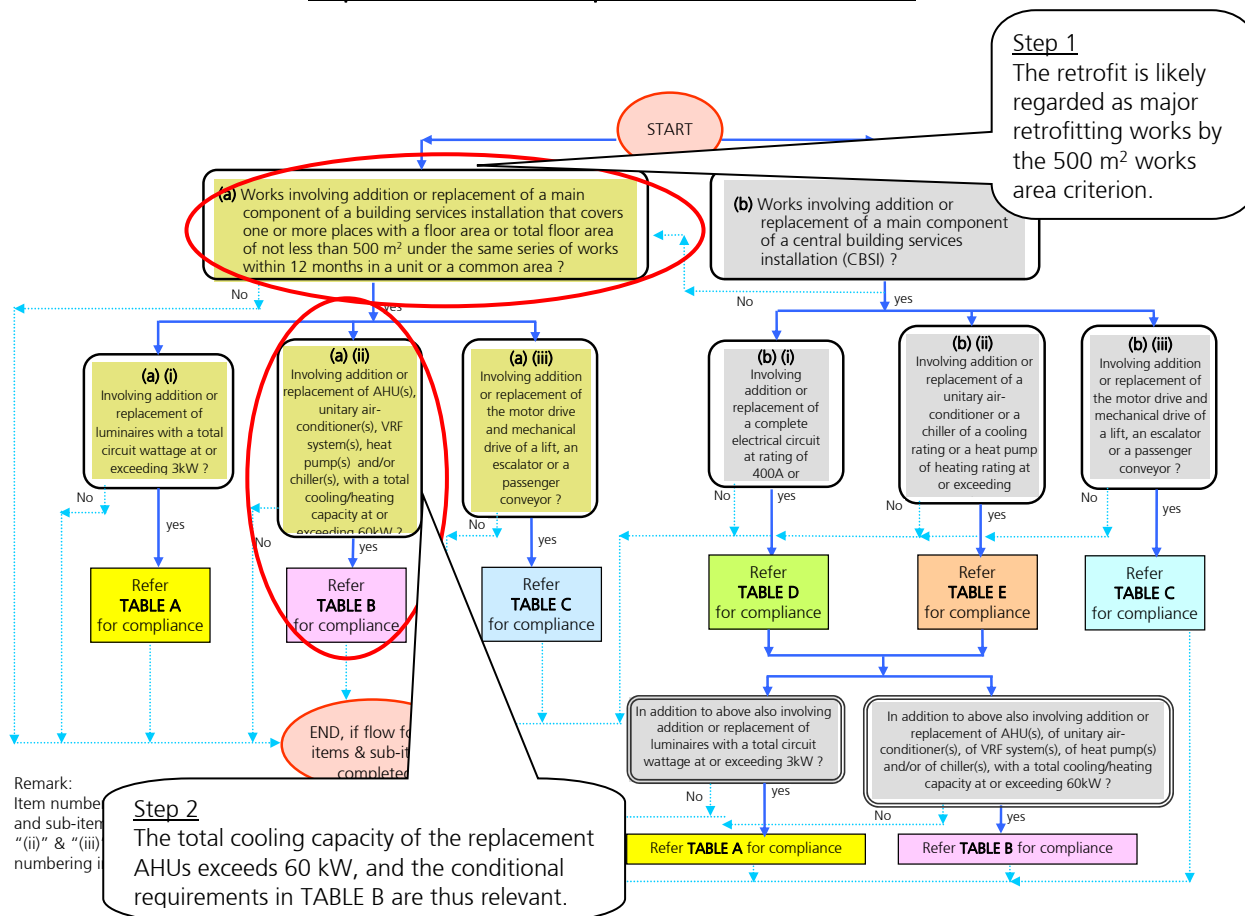 Step 1
The retrofit is likely
regarded as major
retrofitting works by
the 500 m² works
area criterion.
START
(a) Works involving addition or replacement of a main
component of a building services installation that covers
one or more places with a floor area or total floor area
of not less than 500 m² under the same series of works
within 12 months in a unit or a common area ?
(b) Works involving addition or
replacement of a main component
of a central building services
installation (CBSI) ?
No
yes
No
yes
(a) (i)
Involving addition or
replacement of
luminaires with a total
circuit wattage at or
exceeding 3kW ?
(a) (ii)
Involving addition or
replacement of AHU(s),
unitary air-
conditioner(s), VRF
system(s), heat
pump(s) and/or
chiller(s), with a total
cooling/heating
capacity at or
exceeding 60kW ?
(a) (iii)
Involving addition
or replacement of
the motor drive
and mechanical
drive of a lift, an
escalator or a
passenger
conveyor ?
(b) (i)
Involving
addition or
replacement of
a complete
electrical circuit
at rating of
400A or
(b) (ii)
Involving addition or
replacement of a
unitary air-
conditioner or a
chiller of a cooling
rating or a heat pump
of heating rating at or
exceeding
(b) (iii)
Involving addition
or replacement of
the motor drive and
mechanical drive of
a lift, an escalator
or a passenger
conveyor ?
No
yes
No
yes
No
yes
No
yes
No
yes
No
yes
Refer
TABLE A
for compliance
Refer
TABLE B
for compliance
Refer
TABLE C
for compliance
Refer
TABLE D
for compliance
Refer
TABLE E
for compliance
Refer
TABLE C
for compliance
END, if flow fo
items & sub-it
completed
In addition to above also involving
addition or replacement of
luminaires with a total circuit
wattage at or exceeding 3kW ?
In addition to above also involving addition or
replacement of AHU(s), of unitary air-
conditioner(s), of VRF system(s), of heat pump(s)
and/or of chiller(s), with a total cooling/heating
capacity at or exceeding 60kW ?
No
yes
No
yes
Refer TABLE A for compliance
Refer TABLE B for compliance
Remark:
Item numbe
and sub-item
"(ii)" & "(iii)"
numbering i
Step 2
The total cooling capacity of the replacement
AHUs exceeds 60 kW, and the conditional
requirements in TABLE B are thus relevant.